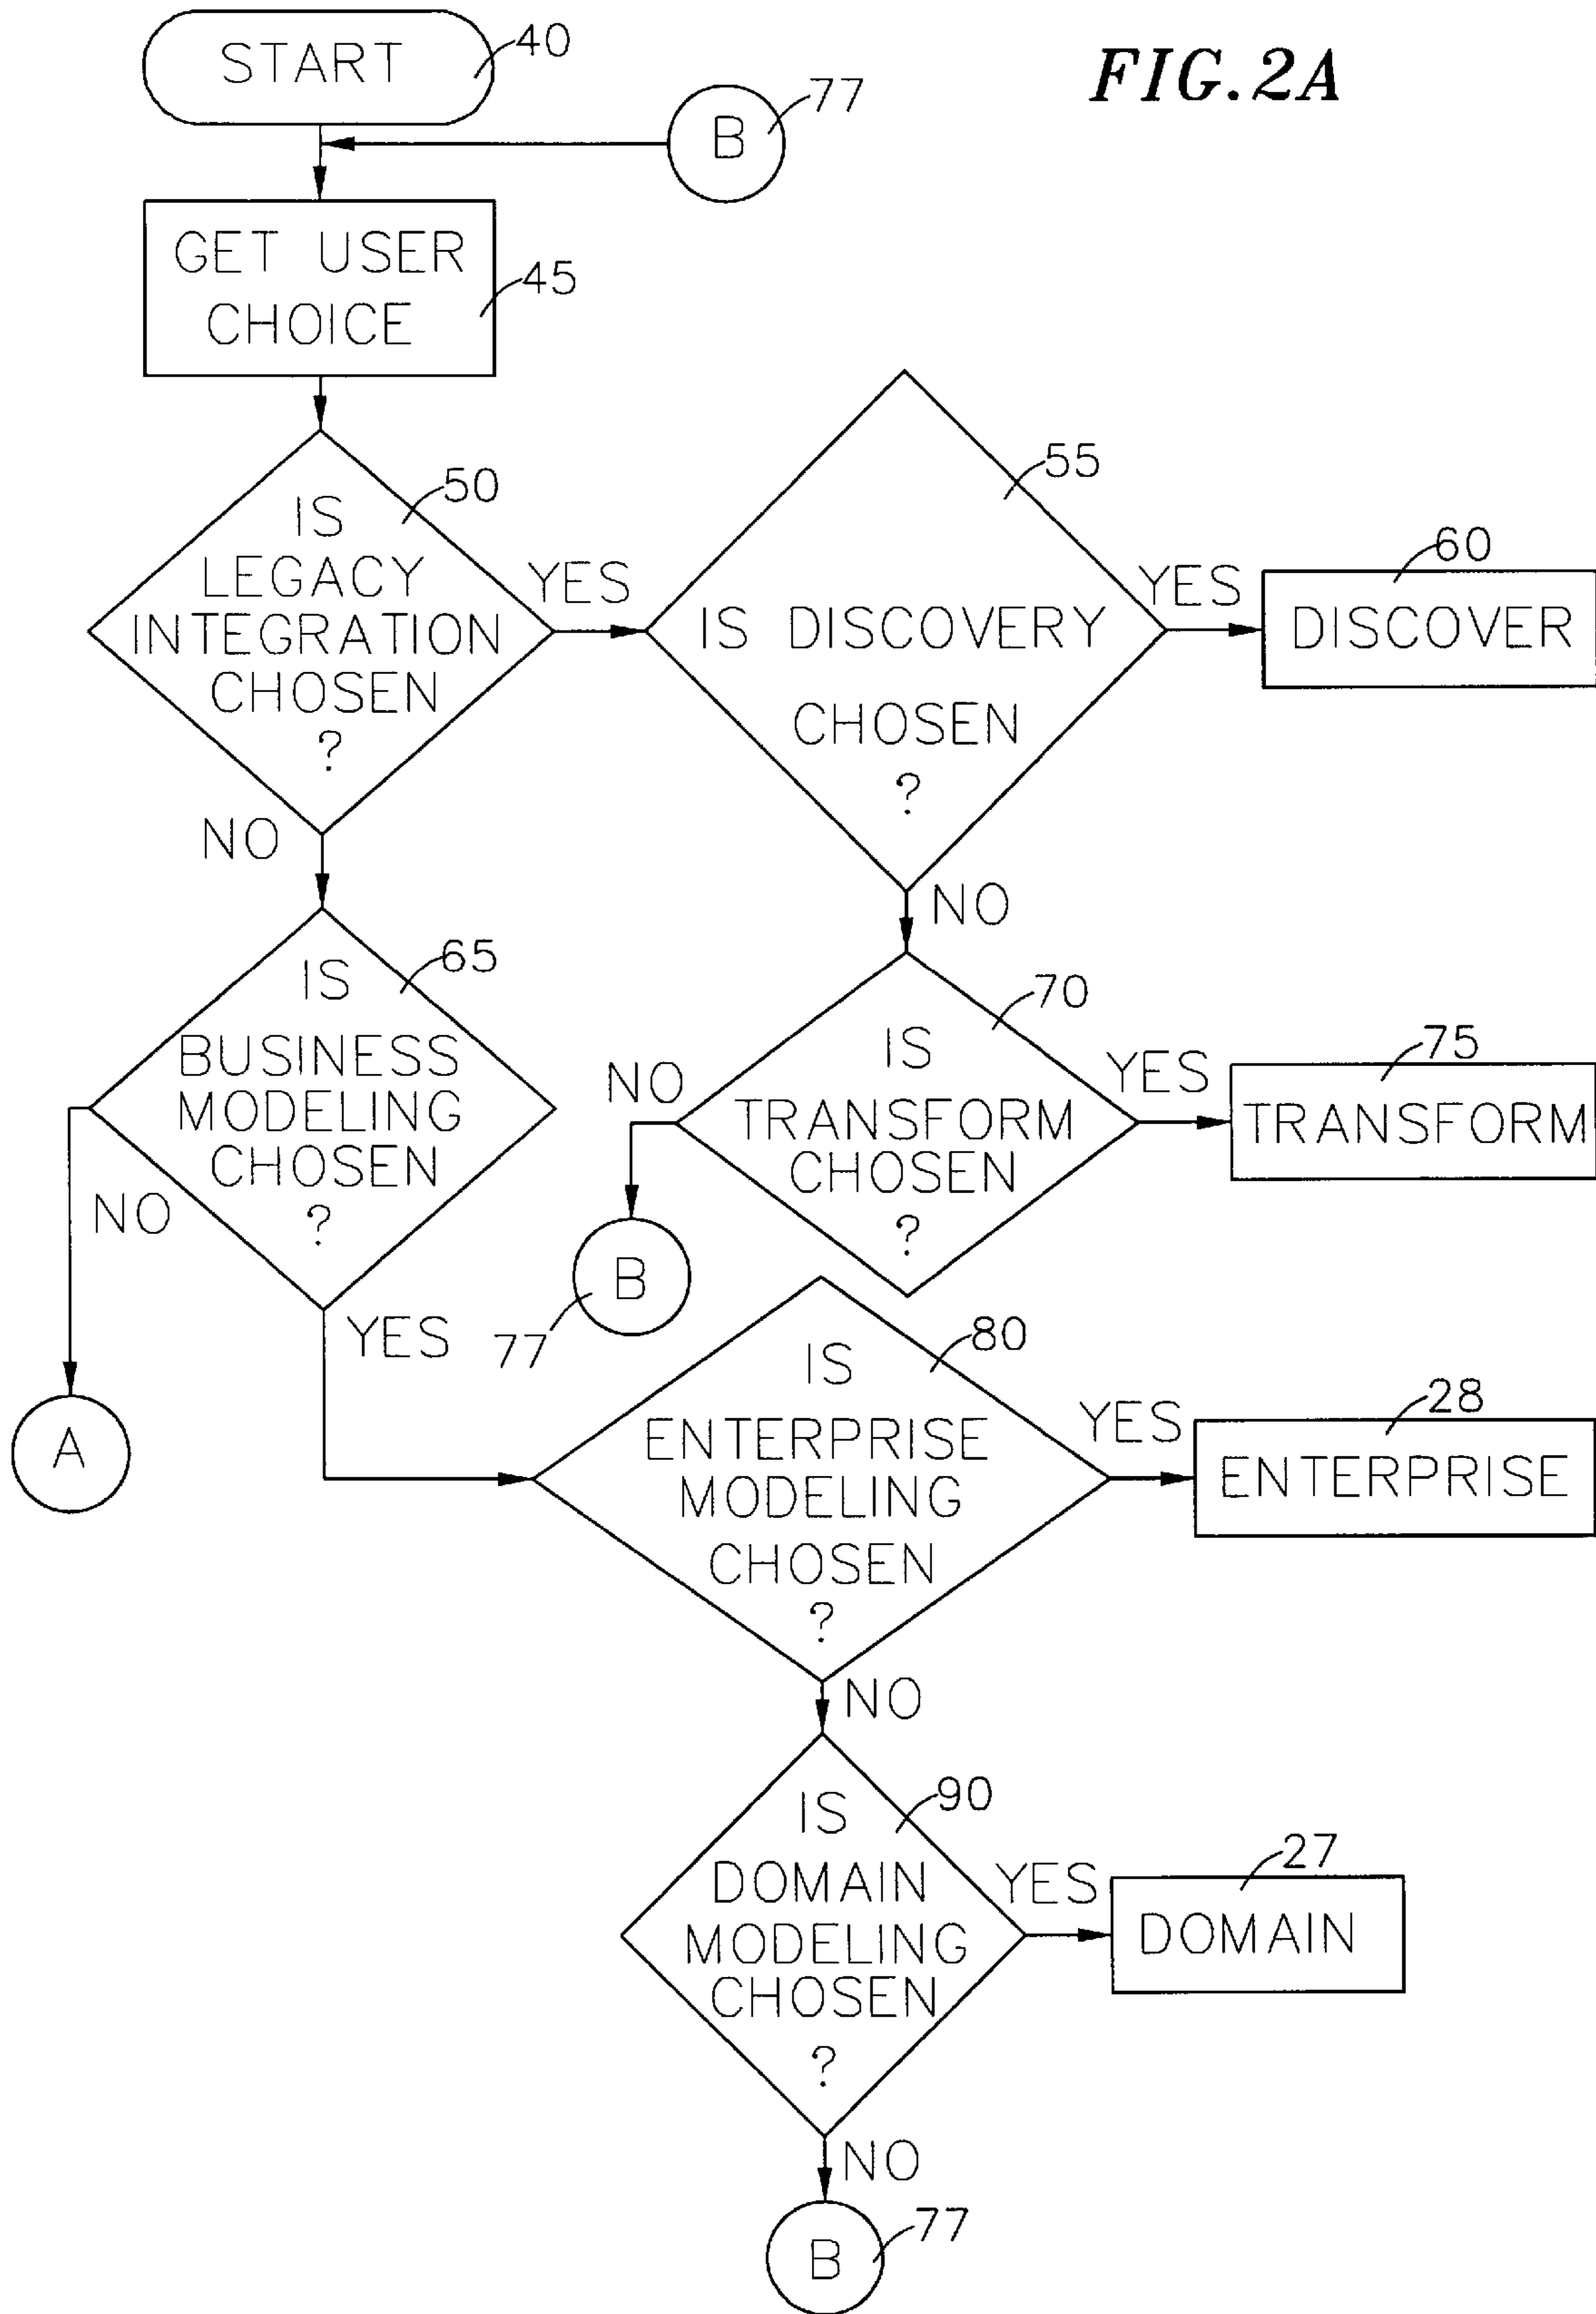 FIG.2A
START
40
B
77
GET USER
CHOICE
45
IS
LEGACY
INTEGRATION
CHOSEN
?
50
YES
NO
IS DISCOVERY
CHOSEN
?
55
YES
NO
DISCOVER
60
IS
BUSINESS
MODELING
CHOSEN
?
65
NO
YES
A
IS
TRANSFORM
CHOSEN
?
70
NO
YES
B
77
TRANSFORM
75
IS
ENTERPRISE
MODELING
CHOSEN
?
80
YES
NO
ENTERPRISE
28
IS
DOMAIN
MODELING
CHOSEN
?
90
YES
NO
DOMAIN
27
B
77